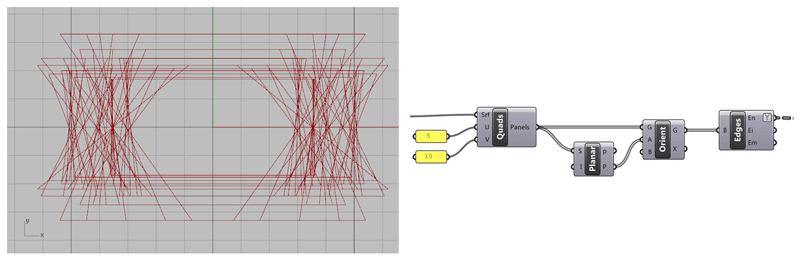 y
x
5
10
Srf
U
V
Quads
Panels
S
I
Planar
p
P
G
A
B
Orient
G
X
B
Edges
En
Ei
Em